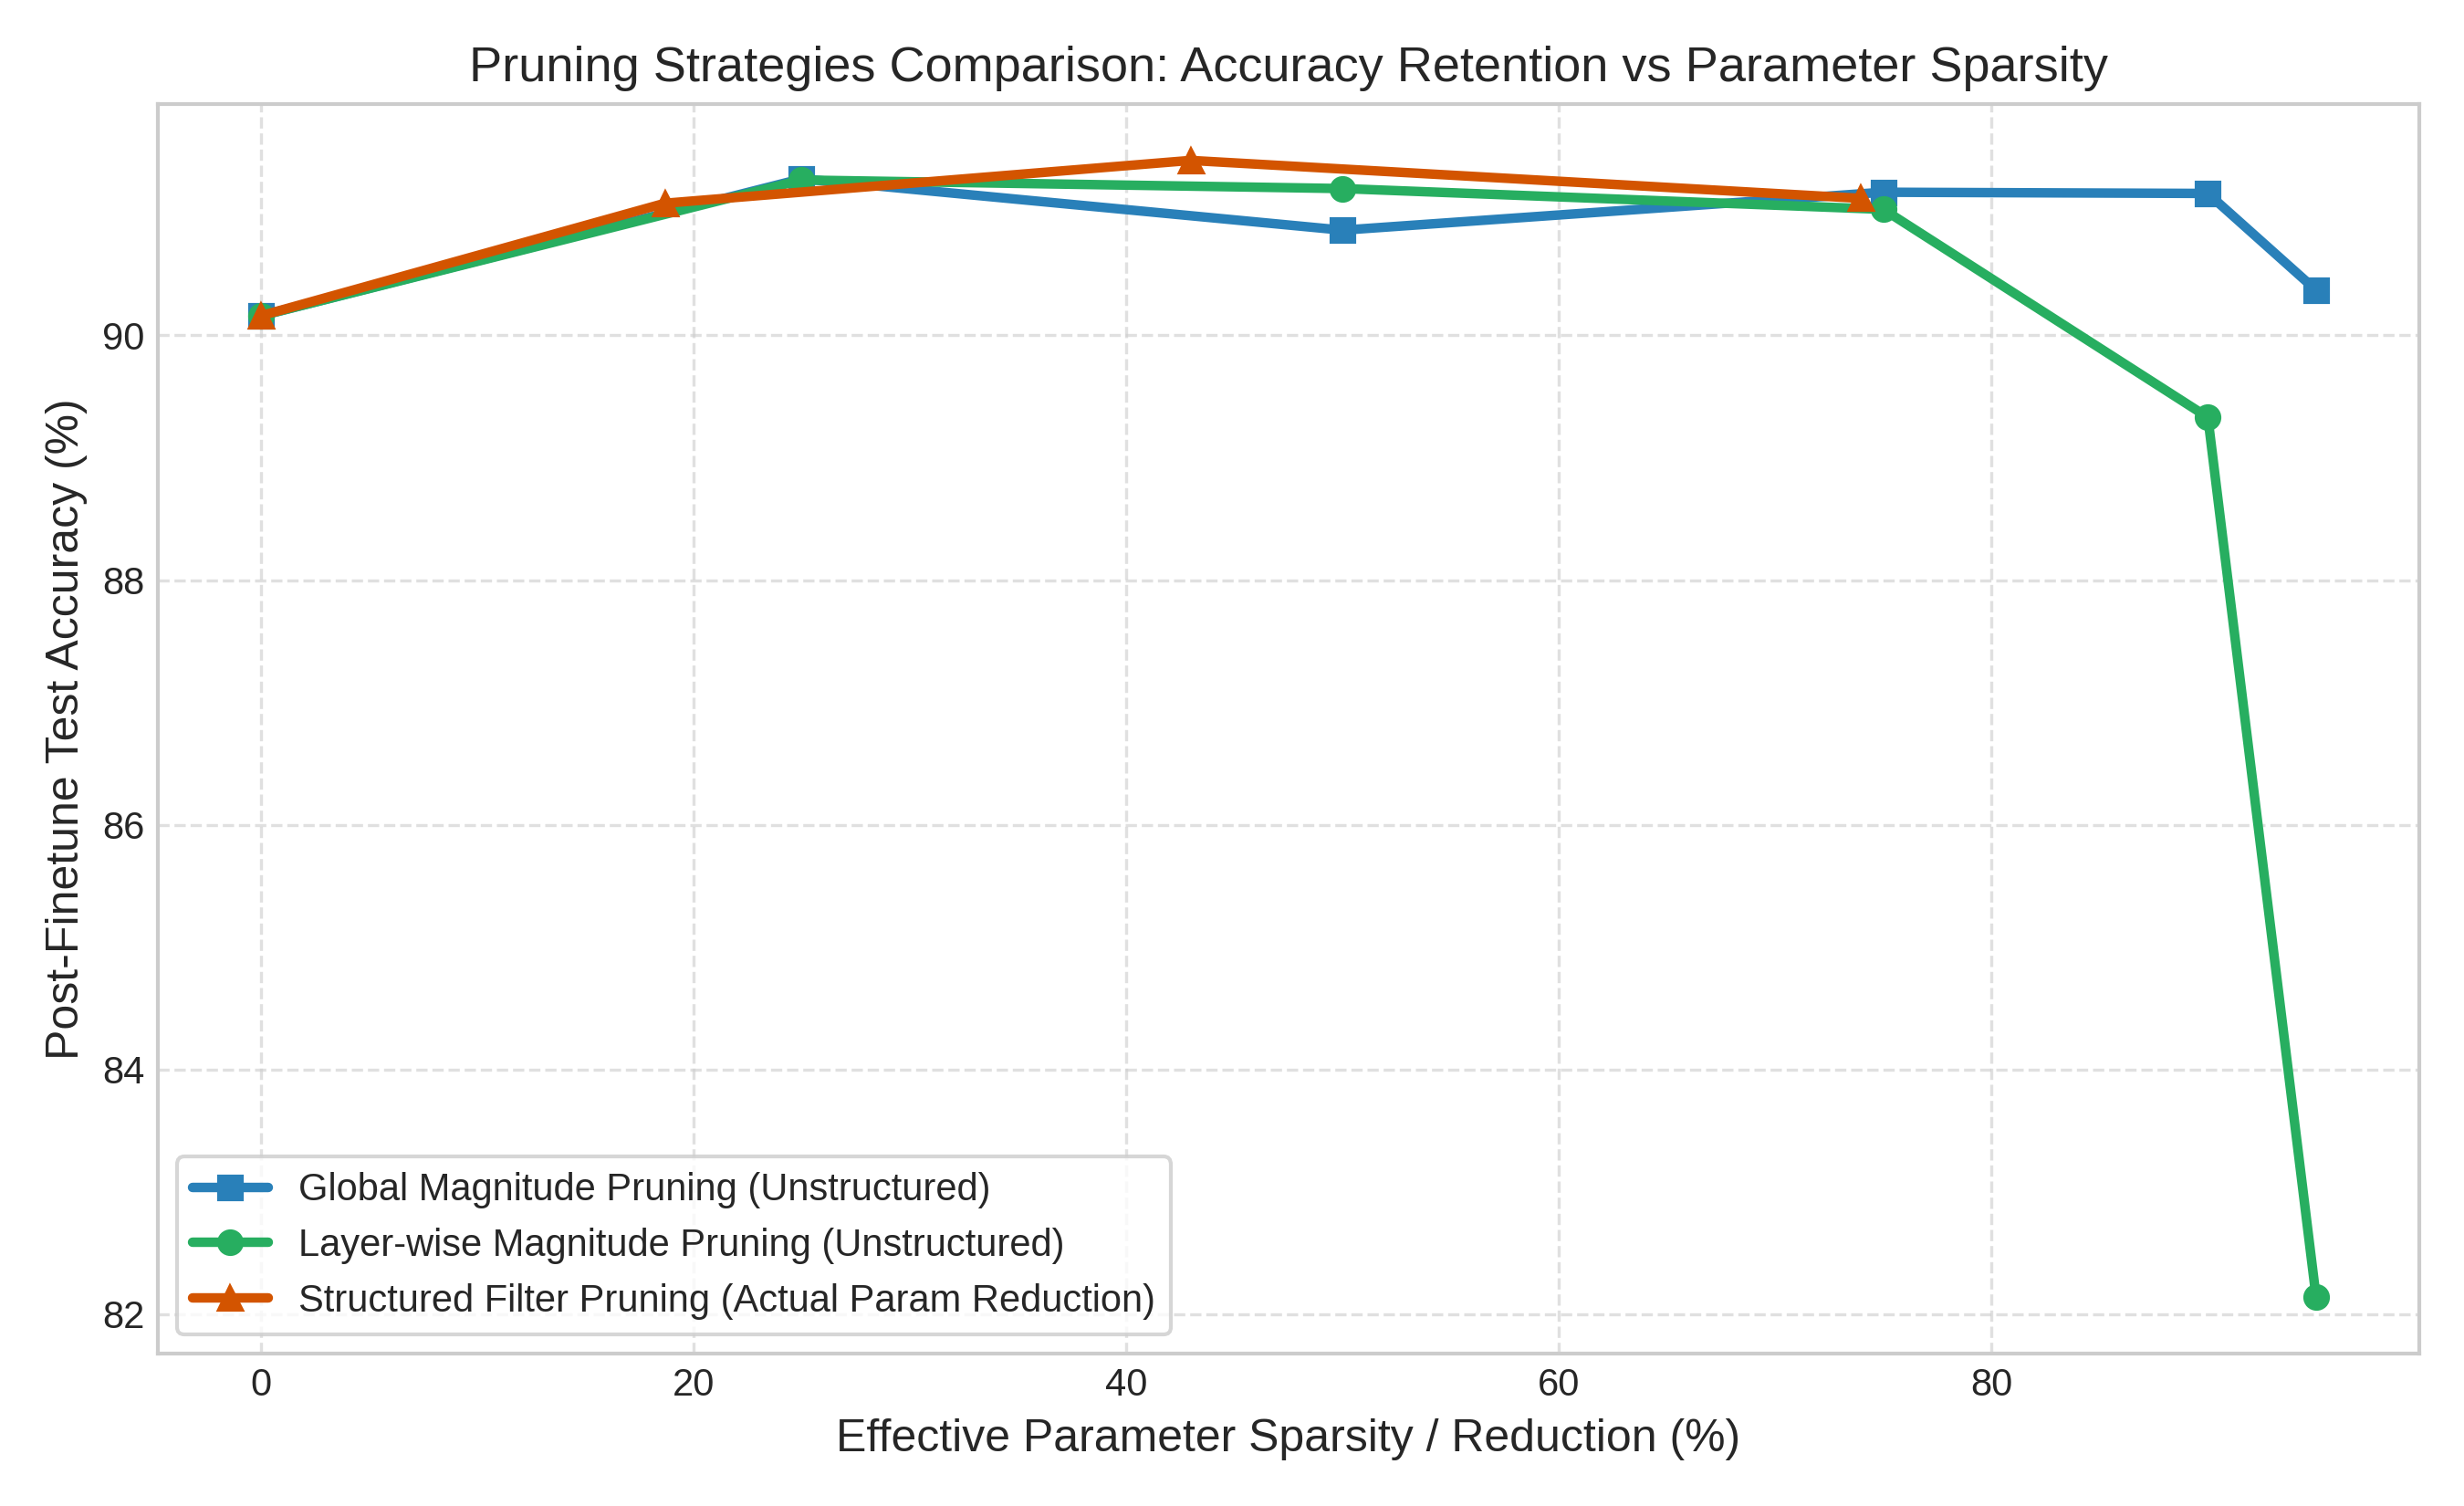 Pruning Strategies Comparison: Accuracy Retention vs Parameter Sparsity
Post-Finetune Test Accuracy (%)
90
88
86
84
82
Global Magnitude Pruning (Unstructured)
Layer-wise Magnitude Pruning (Unstructured)
Structured Filter Pruning (Actual Param Reduction)
0 20 40 60 80
Effective Parameter Sparsity / Reduction (%)